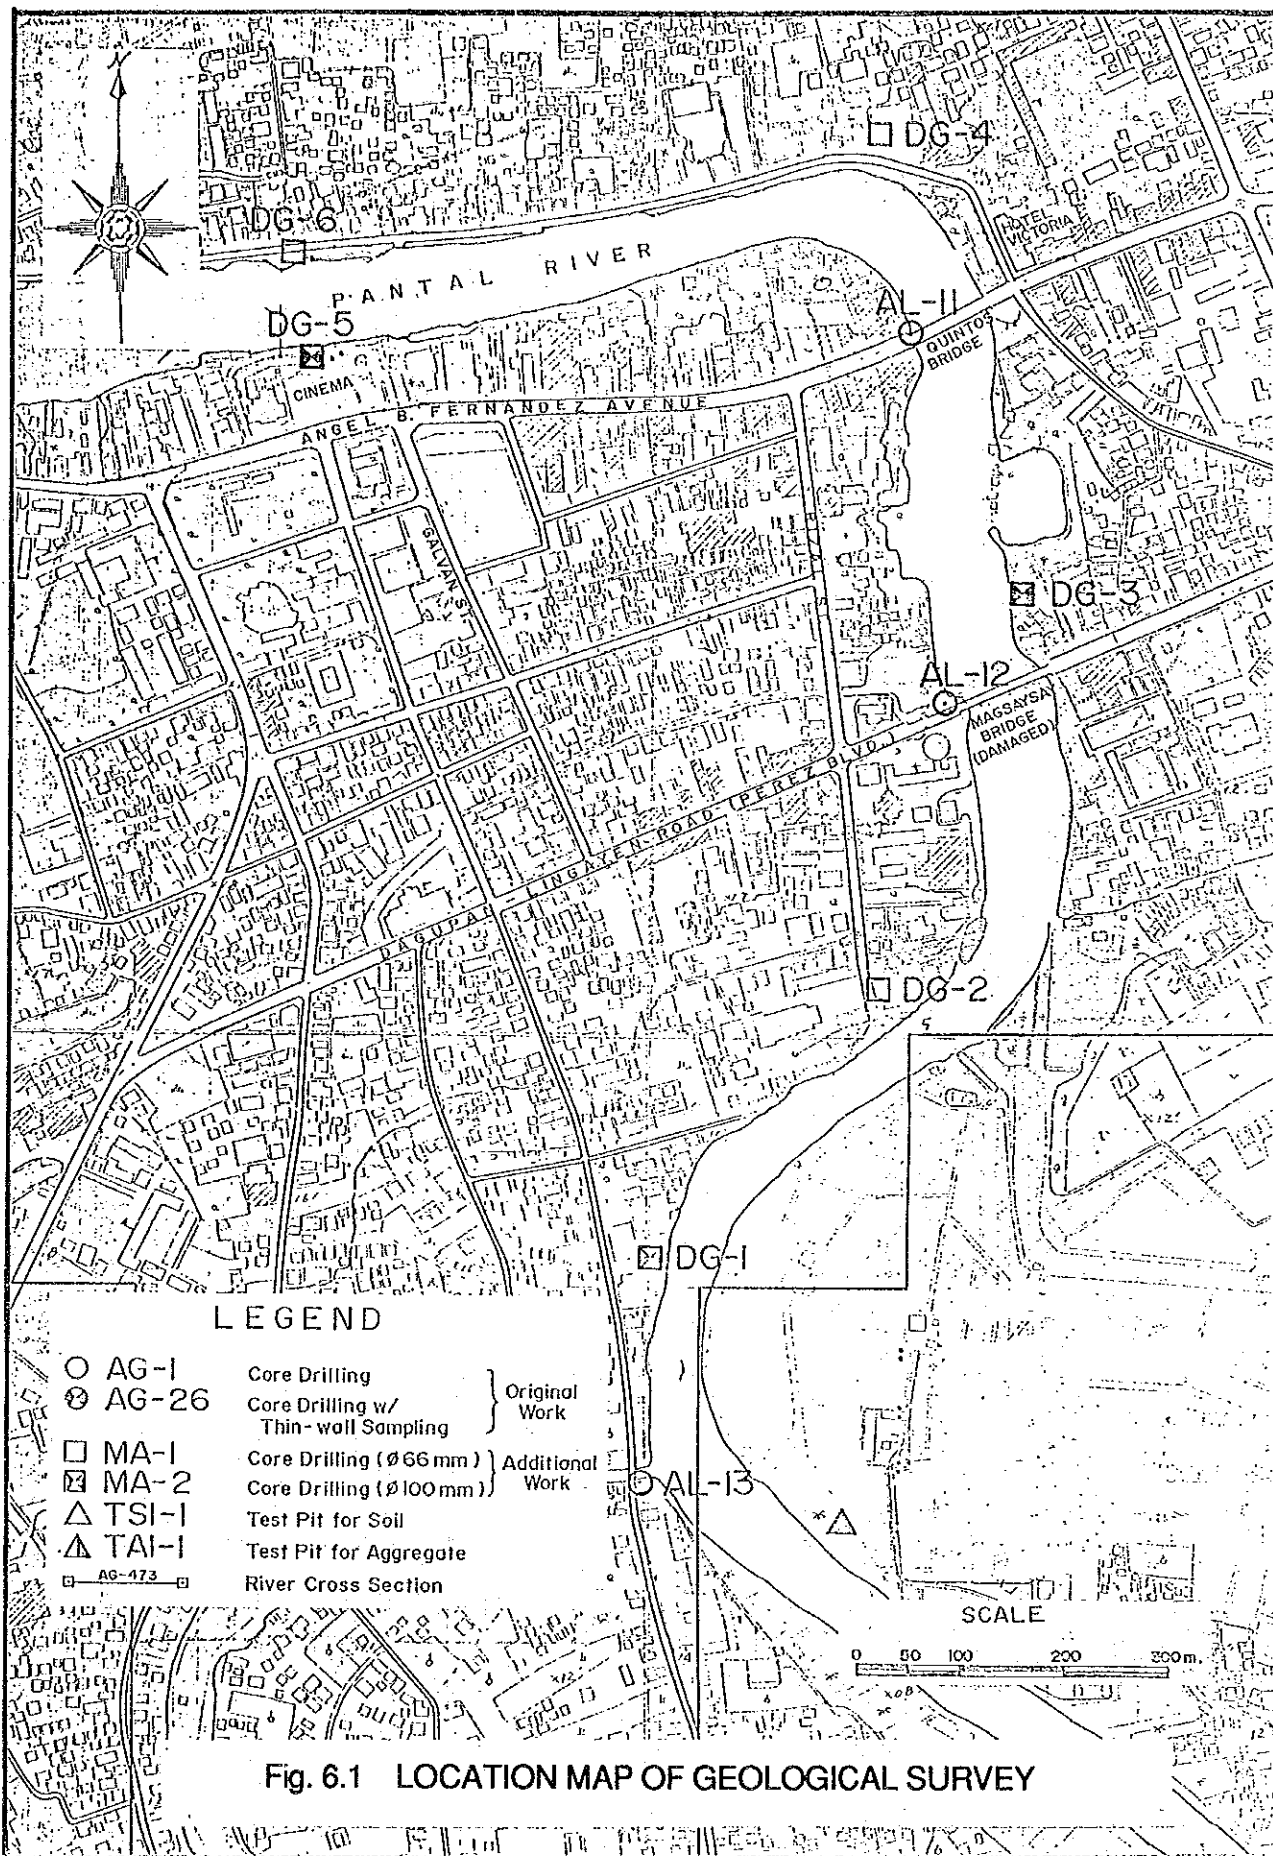 N
DG-4
DG-6
HOTEL
VICTORIA
PANTAL RIVER
AL-11
DG-5
QUINTOS
BRIDGE
CINEMA
ANGEL B. FERNANDEZ AVENUE
GALVAN ST.
DG-3
AL-12
MAGSAYSAY
BRIDGE
(DAMAGED)
DAGUPAN - LINGAYEN ROAD (PEREZ BLVD.)
DG-2
DG-1
LEGEND
AG-1 Core Drilling
AG-26 Core Drilling w/
Thin-wall Sampling
Original
Work
MA-1 Core Drilling (Ø66mm)
MA-2 Core Drilling (Ø100mm)
Additional
Work
AL-13
TSI-1 Test Pit for Soil
TAI-1 Test Pit for Aggregate
AG-473 River Cross Section
SCALE
0 50 100 200 300m.
Fig. 6.1 LOCATION MAP OF GEOLOGICAL SURVEY